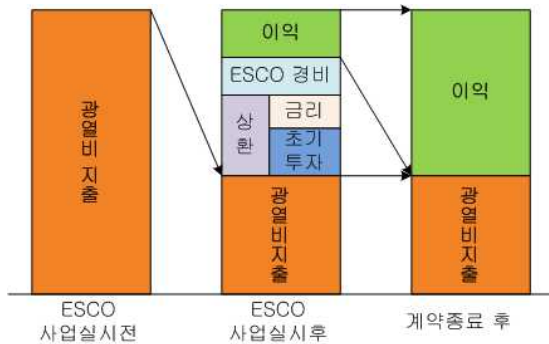 광열비 지출
이익
ESCO 경비
상환
금리
초기
투자
광열비지출
이익
광열비지출
ESCO
사업실시전
ESCO
사업실시후
계약종료 후